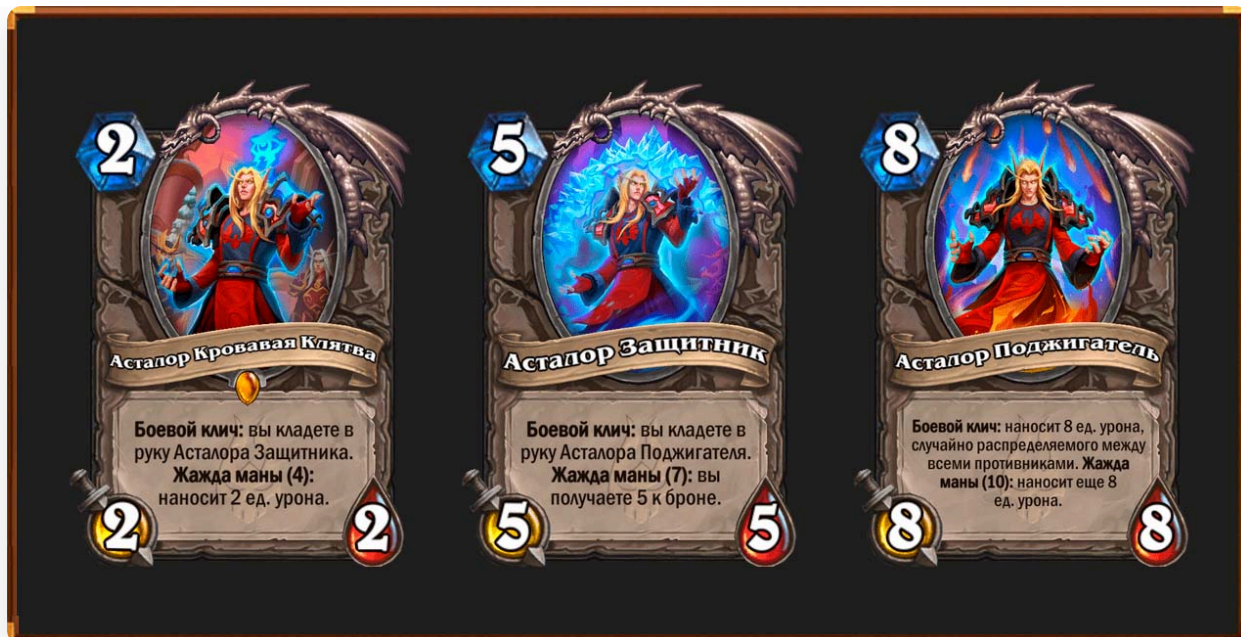 2
Асталор Кровавая Клятва
Боевой клич: вы кладете в
руку Асталора Защитника.
Жажда маны (4):
наносит 2 ед. урона.
2
2
5
Асталор Защитник
Боевой клич: вы кладете в
руку Асталора Поджигателя.
Жажда маны (7): вы
получаете 5 к броне.
5
5
8
Асталор Поджигатель
Боевой клич: наносит 8 ед. урона,
случайно распределяемого между
всеми противниками. Жажда
маны (10): наносит еще 8
ед. урона.
8
8